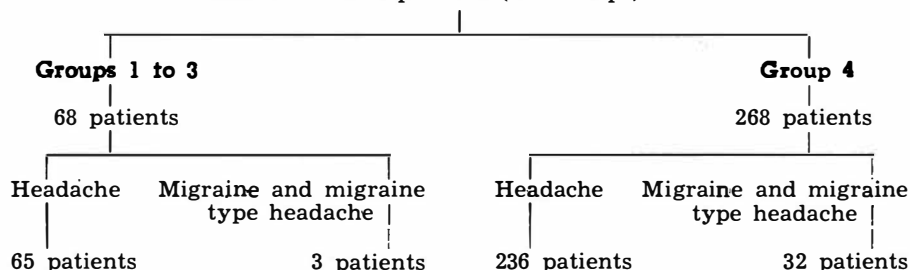 Groups 1 to 3 Group 4
68 patients 268 patients
Headache Migraine and migraine type headache Headache Migraine and migraine type headache
65 patients 3 patients 236 patients 32 patients